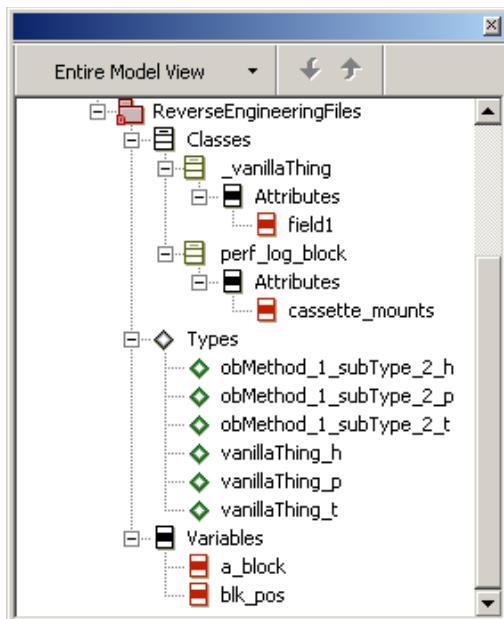 Entire Model View
ReverseEngineeringFiles
Classes
_vanillaThing
Attributes
field1
perf_log_block
Attributes
cassette_mounts
Types
obMethod_1_subType_2_h
obMethod_1_subType_2_p
obMethod_1_subType_2_t
vanillaThing_h
vanillaThing_p
vanillaThing_t
Variables
a_block
blk_pos